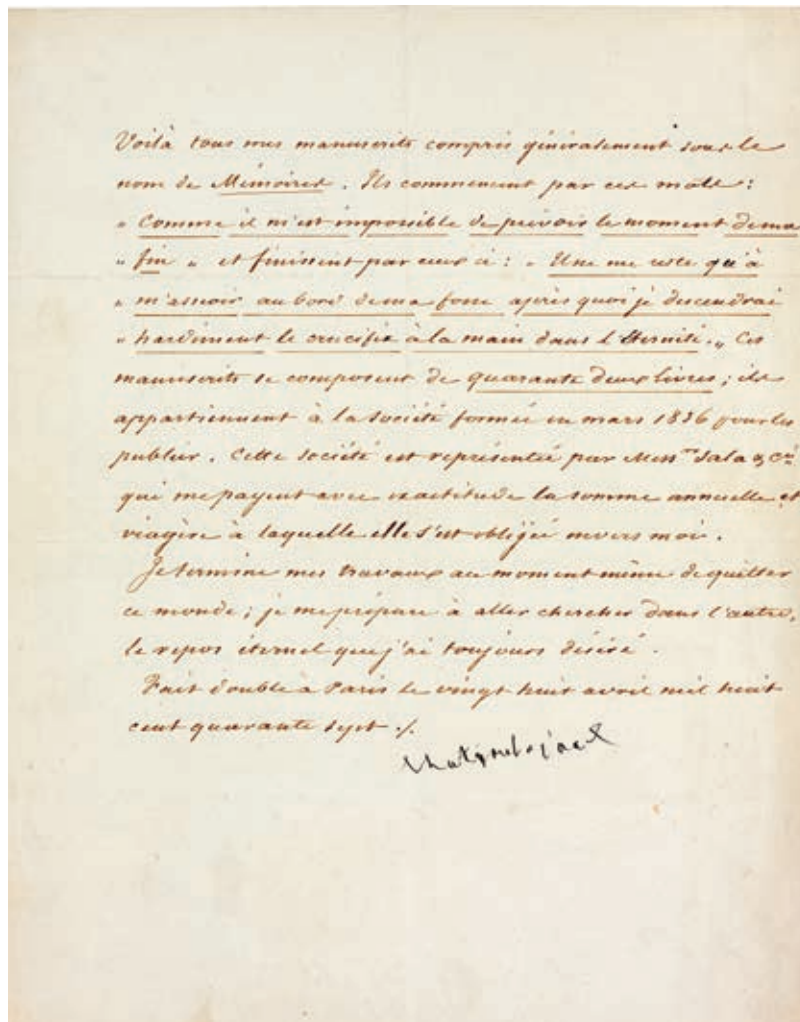 Voilà tous mes manuscrits compris généralement sous le
nom de Mémoires. Ils commencent par ces mots :
" Comme il m'est impossible de prévoir le moment de ma
" fin " et finissent par ceux ci : " Il ne me reste qu'à
" m'asseoir au bord de ma fosse après quoi je descendrai
" hardiment le crucifix à la main dans l'Éternité. " Ces
manuscrits se composent de quarante deux livres ; ils
appartiennent à la société formée en mars 1836 pour les
publier. Cette société est représentée par Mess.rs Sala & Cie
qui me payent avec exactitude la somme annuelle et
viagère à laquelle elle s'est obligée envers moi.
Je termine mes travaux au moment même de quitter
ce monde ; je me prépare à aller chercher dans l'autre,
le repos éternel que j'ai toujours désiré.
Fait double à Paris le vingt huit avril mil huit
cent quarante sept ./.
Chateaubriand